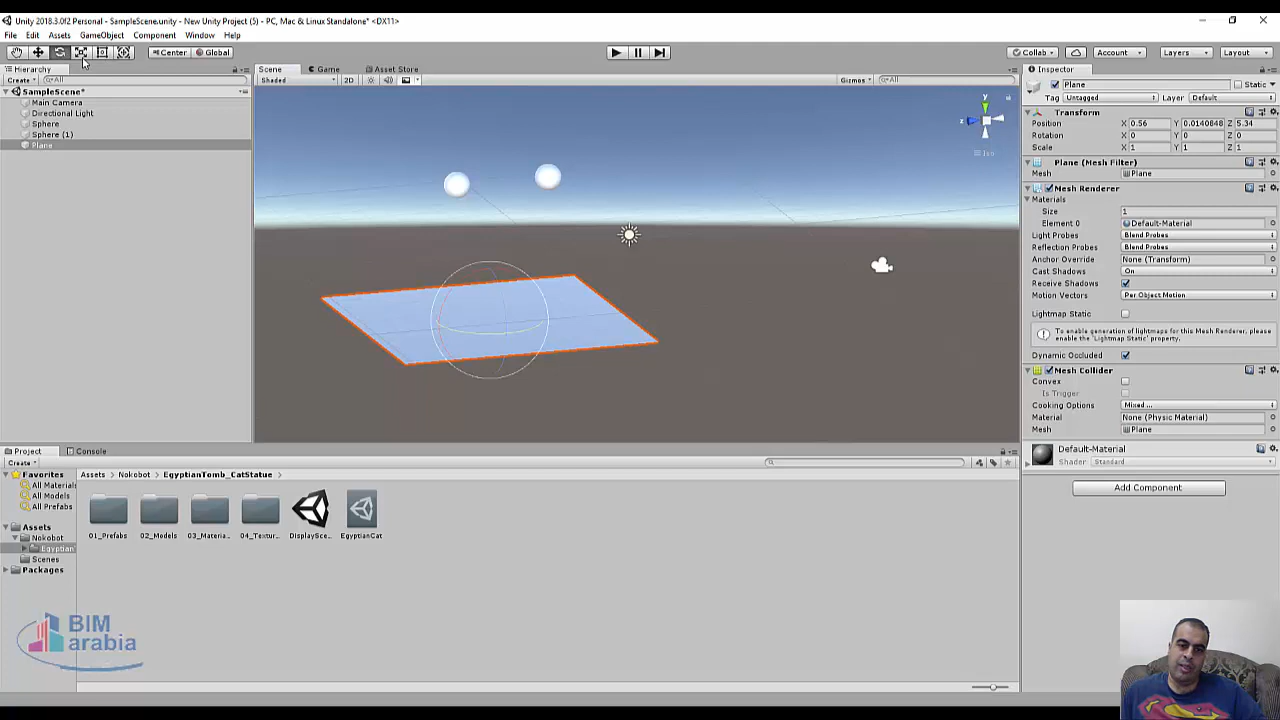 Unity 2018.3.0f2 Personal - SampleScene.unity - New Unity Project (5) - PC, Mac & Linux Standalone* <DX11>
File Edit Assets GameObject Component Window Help
Center Global Collab Account Layers Layout
Hierarchy
Create All
SampleScene*
Main Camera
Directional Light
Sphere
Sphere (1)
Plane
Scene Game Asset Store
Shaded 2D Gizmos All
y
z
Iso
Inspector
Plane Static
Tag Untagged Layer Default
Transform
Position X 0.56 Y 0.0140848 Z 5.34
Rotation X 0 Y 0 Z 0
Scale X 1 Y 1 Z 1
Plane (Mesh Filter)
Mesh Plane
Mesh Renderer
Materials
Size 1
Element 0 Default-Material
Light Probes Blend Probes
Reflection Probes Blend Probes
Anchor Override None (Transform)
Cast Shadows On
Receive Shadows
Motion Vectors Per Object Motion
Lightmap Static
To enable generation of lightmaps for this Mesh Renderer, please enable the 'Lightmap Static' property.
Dynamic Occluded
Mesh Collider
Convex
Is Trigger
Cooking Options Mixed ...
Material None (Physic Material)
Mesh Plane
Default-Material
Shader Standard
Add Component
Project Console
Create
Favorites
All Materials
All Models
All Prefabs
Assets
Nokobot
Egyptian
Scenes
Packages
Assets Nokobot EgyptianTomb_CatStatue
01_Prefabs 02_Models 03_Materia... 04_Textur... DisplaySce... EgyptianCat
BIM
arabia